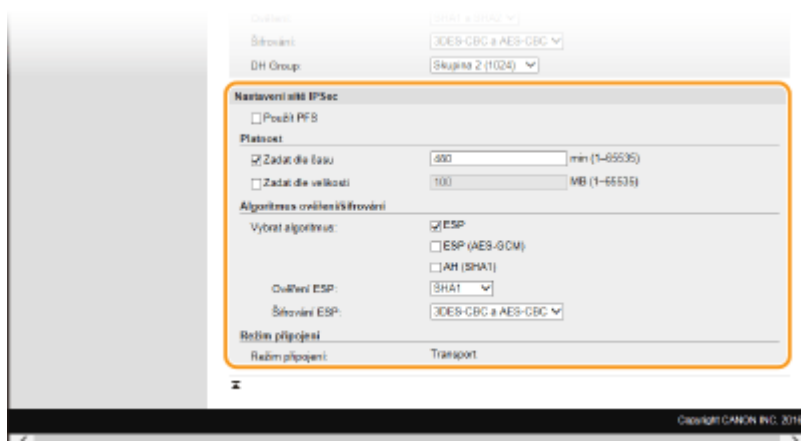 Ověření: SHA1 a SHA2
Šifrování: 3DES-CBC a AES-CBC
DH Group: Skupina 2 (1024)
Nastavení sítě IPSec
Použít PFS
Platnost
Zadat dle času 480 min (1–65535)
Zadat dle velikosti 100 MB (1–65535)
Algoritmus ověření/šifrování
Vybrat algoritmus: ESP
ESP (AES-GCM)
AH (SHA1)
Ověření ESP: SHA1
Šifrování ESP: 3DES-CBC a AES-CBC
Režim připojení
Režim připojení: Transport
Copyright CANON INC. 2016